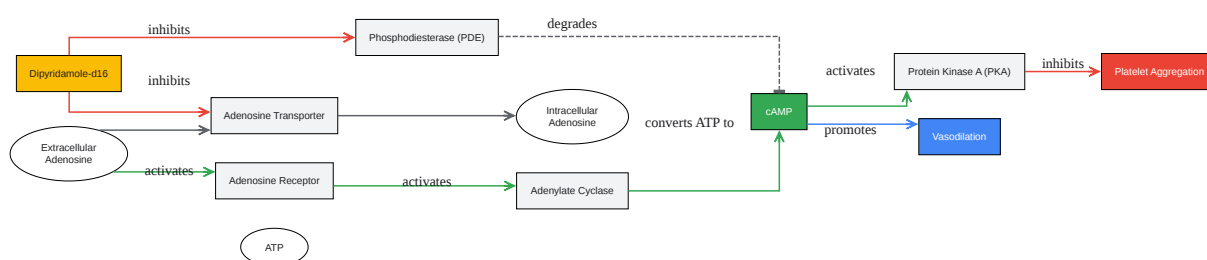 degrades
inhibits
Phosphodiesterase (PDE)
inhibits
Dipyridamole-d16
activates
Protein Kinase A (PKA)
inhibits
Platelet Aggregation
Adenosine Transporter
Intracellular
Adenosine
converts ATP to
cAMP
promotes
Vasodilation
Extracellular
Adenosine
activates
Adenosine Receptor
activates
Adenylate Cyclase
ATP